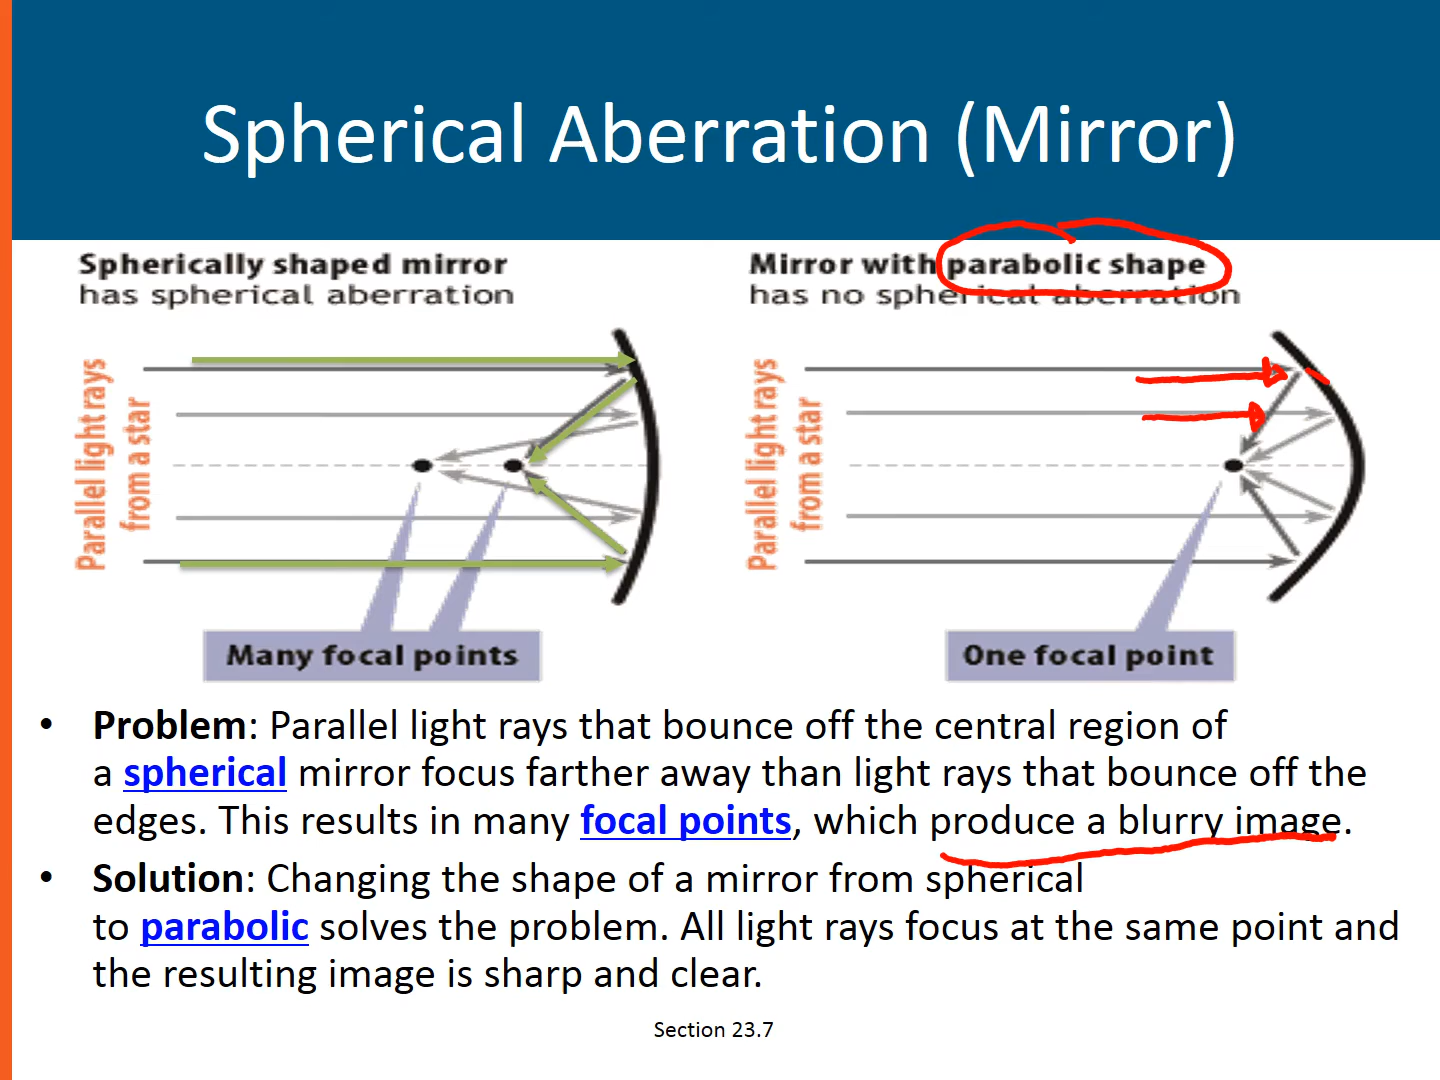 Spherical Aberration (Mirror)
Spherically shaped mirror
has spherical aberration
Parallel light rays
from a star
Many focal points
Mirror with parabolic shape
has no spherical aberration
Parallel light rays
from a star
One focal point
• Problem: Parallel light rays that bounce off the central region of
a spherical mirror focus farther away than light rays that bounce off the
edges. This results in many focal points, which produce a blurry image.
• Solution: Changing the shape of a mirror from spherical
to parabolic solves the problem. All light rays focus at the same point and
the resulting image is sharp and clear.
Section 23.7